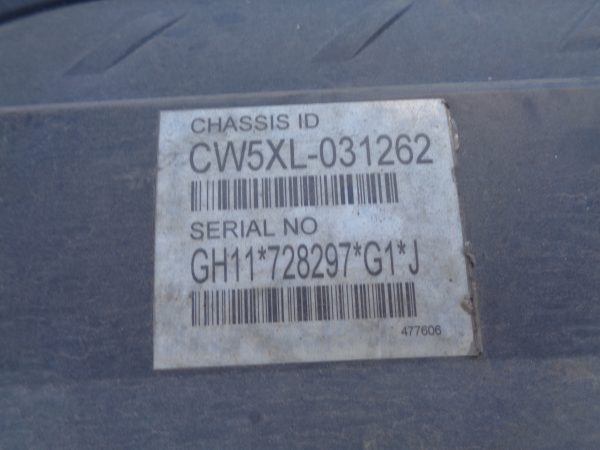 CHASSIS ID
CW5XL-031262
SERIAL NO
GH11*728297*G1*J
477606